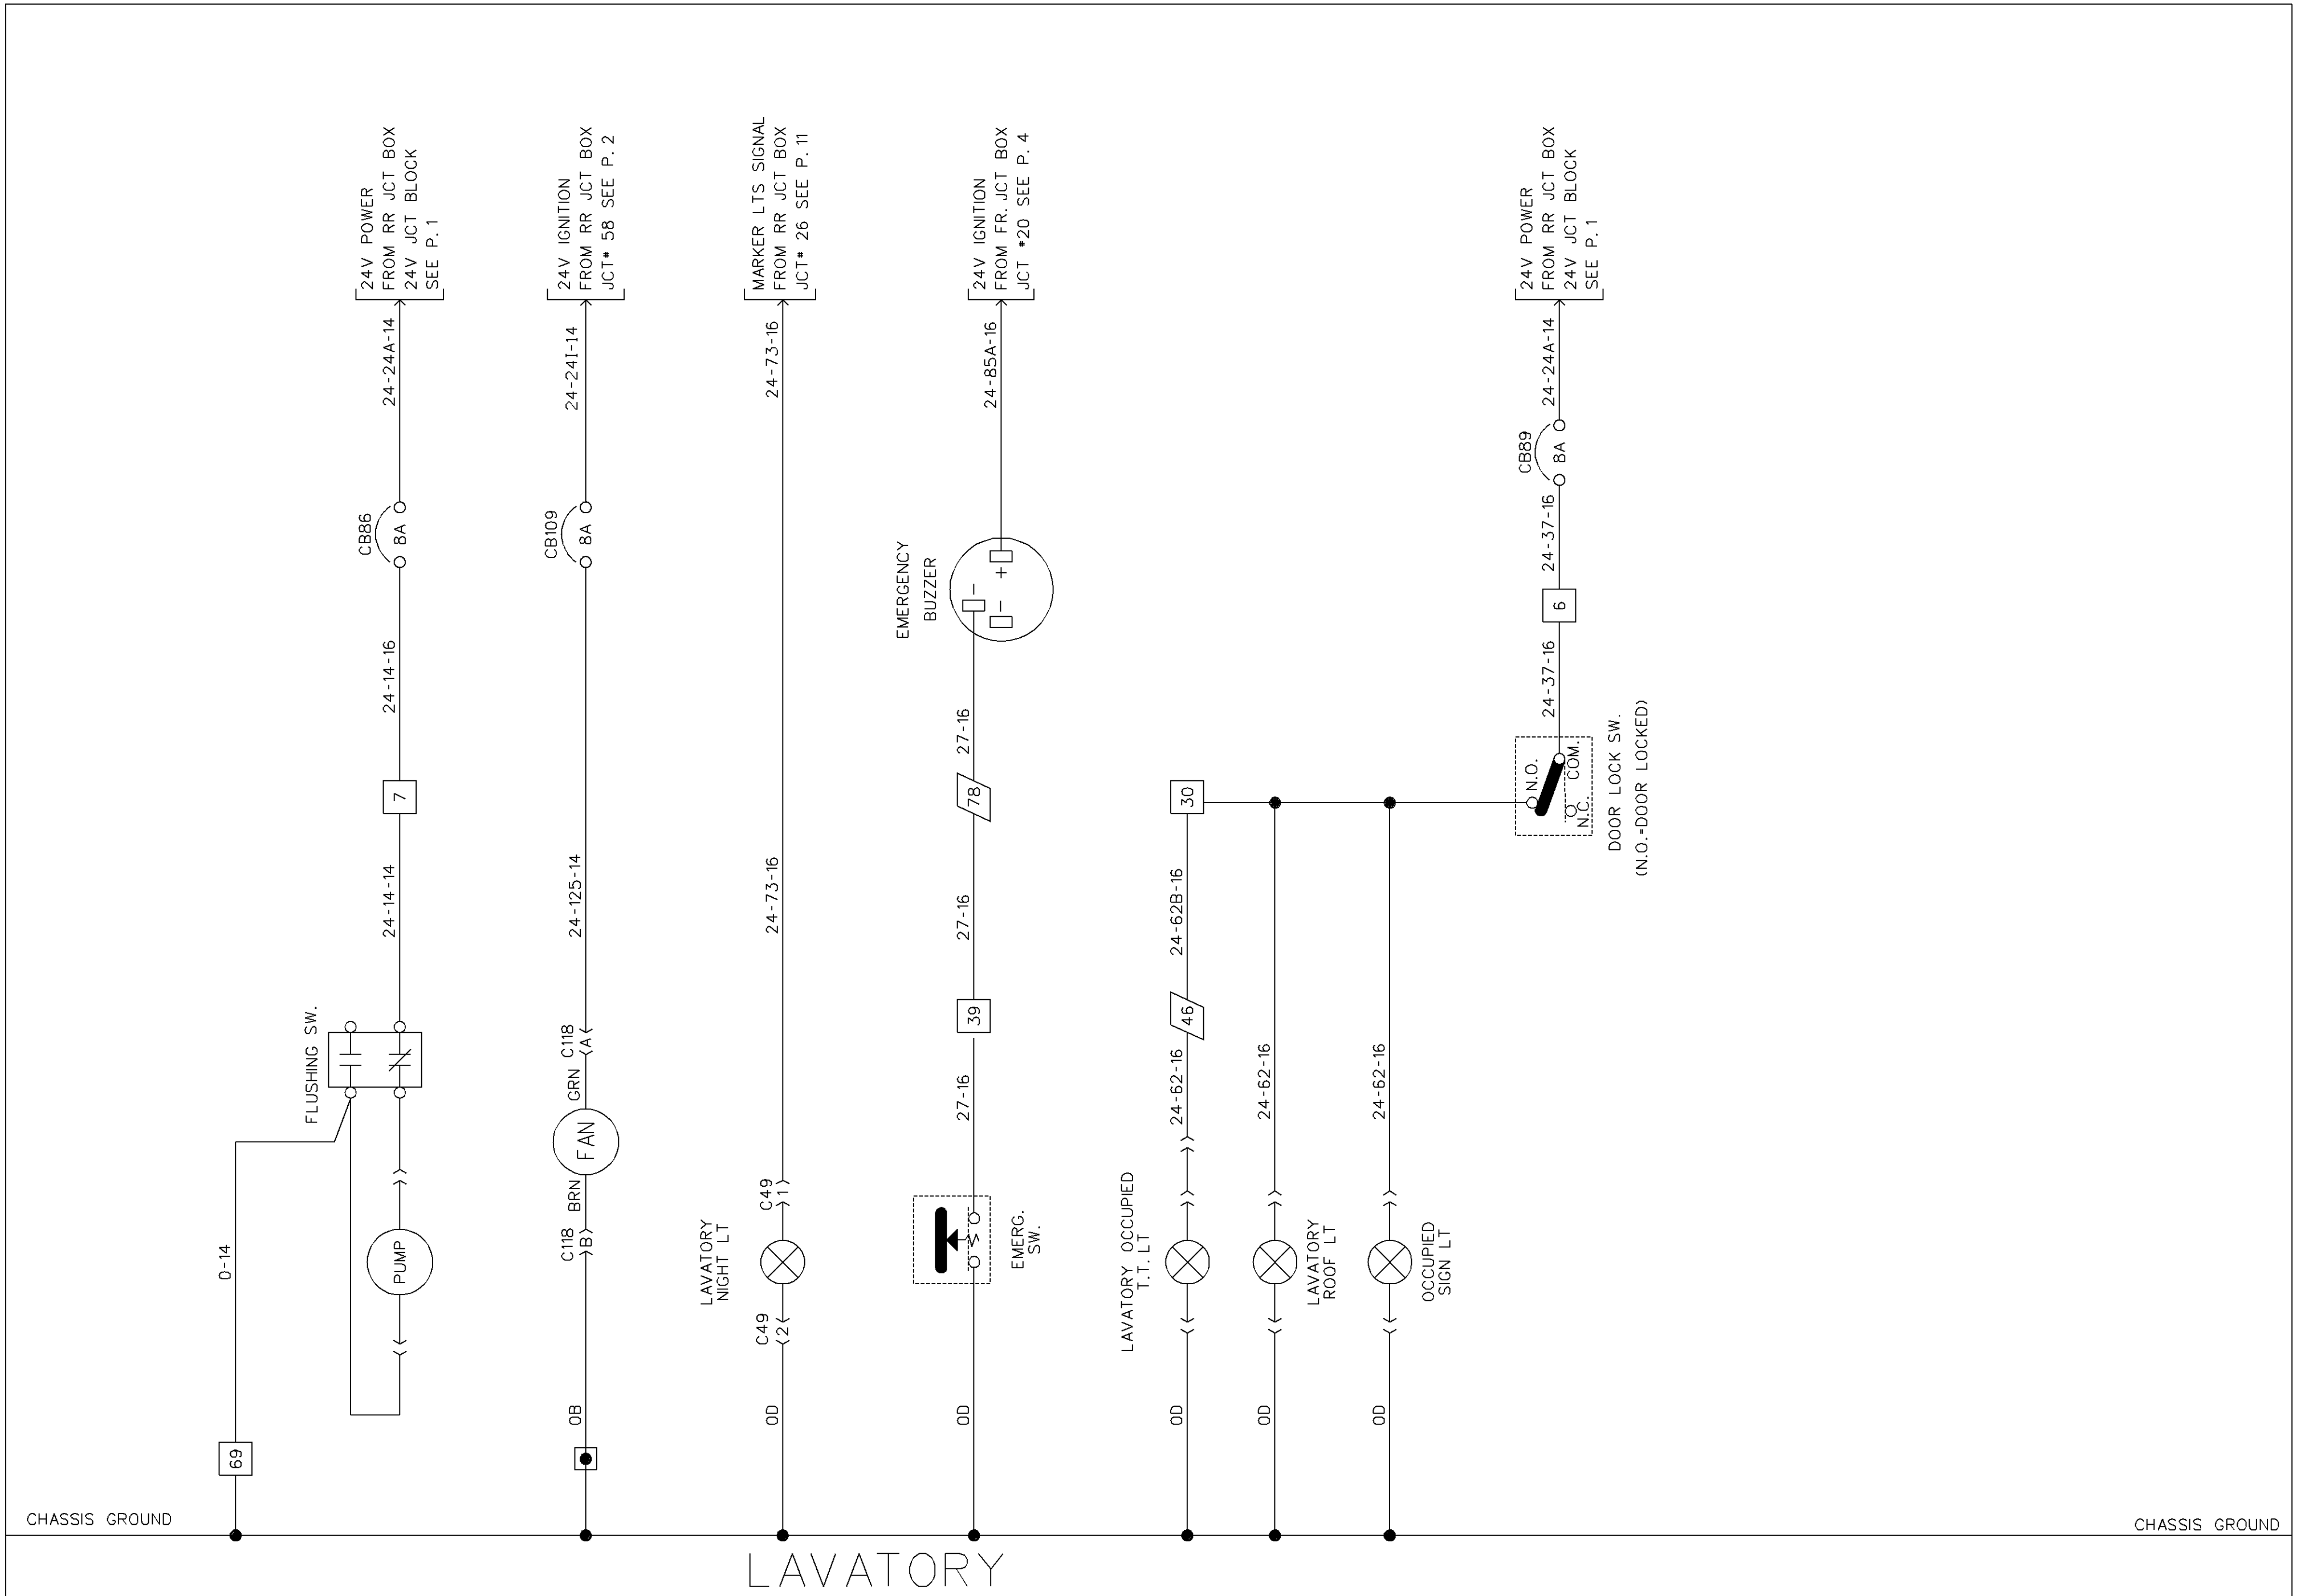 24V POWER
FROM RR JCT BOX
24V JCT BLOCK
SEE P. 1
24-24A-14
CB86
8A
24-14-16
7
24-14-14
FLUSHING SW.
PUMP
0-14
69
24V IGNITION
FROM RR JCT BOX
JCT# 58 SEE P. 2
24-24I-14
CB109
8A
24-125-14
C118
A
GRN
FAN
BRN
C118
B
0B
MARKER LTS SIGNAL
FROM RR JCT BOX
JCT# 26 SEE P. 11
24-73-16
24-73-16
C49
1
LAVATORY
NIGHT LT
C49
2
0D
24V IGNITION
FROM FR. JCT BOX
JCT #20 SEE P. 4
24-85A-16
EMERGENCY
BUZZER
+
-
-
27-16
78
27-16
39
27-16
EMERG.
SW.
0D
30
24-62B-16
46
24-62-16
LAVATORY OCCUPIED
T.T. LT
0D
24-62-16
LAVATORY
ROOF LT
0D
24-62-16
OCCUPIED
SIGN LT
0D
24V POWER
FROM RR JCT BOX
24V JCT BLOCK
SEE P. 1
24-24A-14
CB89
8A
24-37-16
6
24-37-16
N.O.
COM.
N.C.
DOOR LOCK SW.
(N.O.=DOOR LOCKED)
CHASSIS GROUND
CHASSIS GROUND
LAVATORY